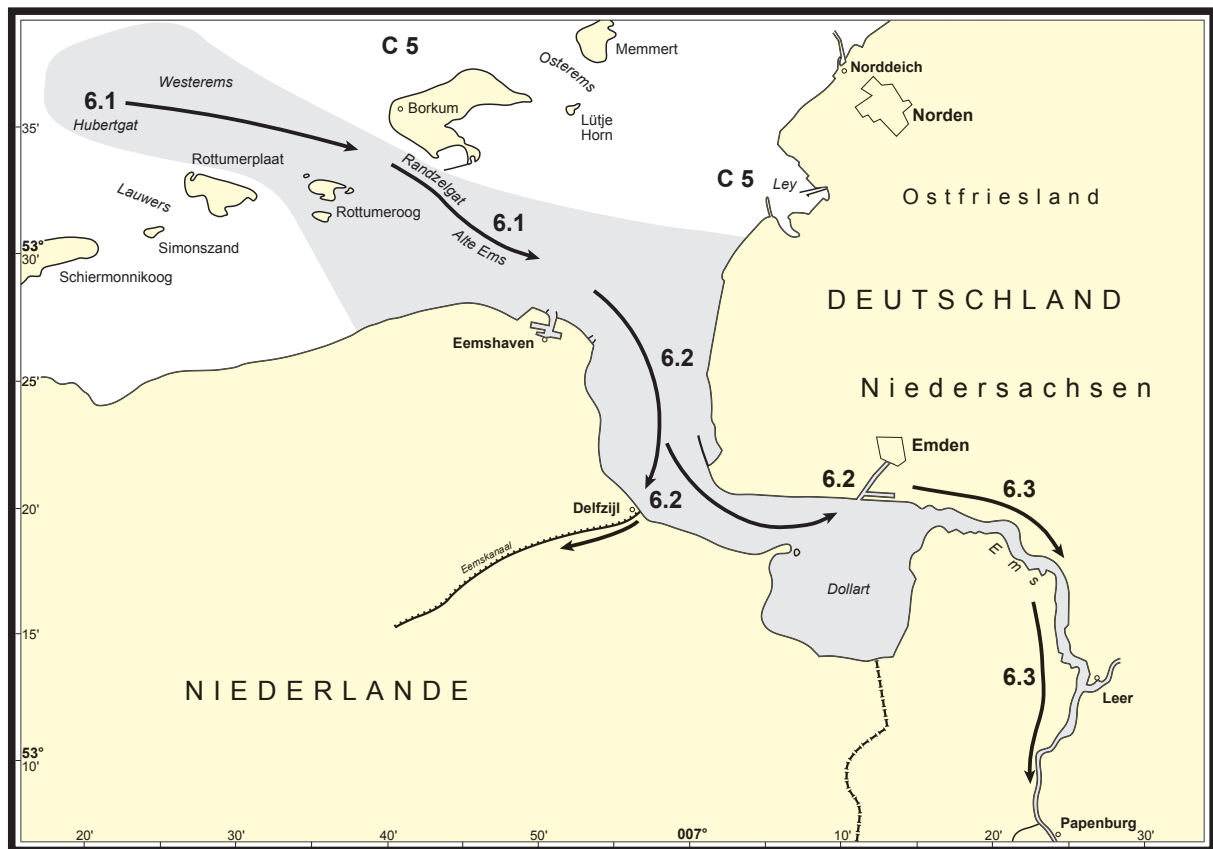 C 5
Osterems
Memmert
Westerems
6.1
Hubertgat
Borkum
Lütje
Horn
Norddeich
Norden
35'
Rottumerplaat
Rottumeroog
Lauwers
Simonszand
Schiermonnikoog
Randzelgat
6.1
Alte Ems
C 5
Ley
Ostfriesland
53°
30'
DEUTSCHLAND
Eemshaven
6.2
25'
Niedersachsen
Emden
6.2
6.3
6.2
Delfzijl
20'
Eemskanaal
Ems
Dollart
15'
NIEDERLANDE
6.3
Leer
53°
10'
Papenburg
20'
30'
40'
50'
007°
10'
20'
30'